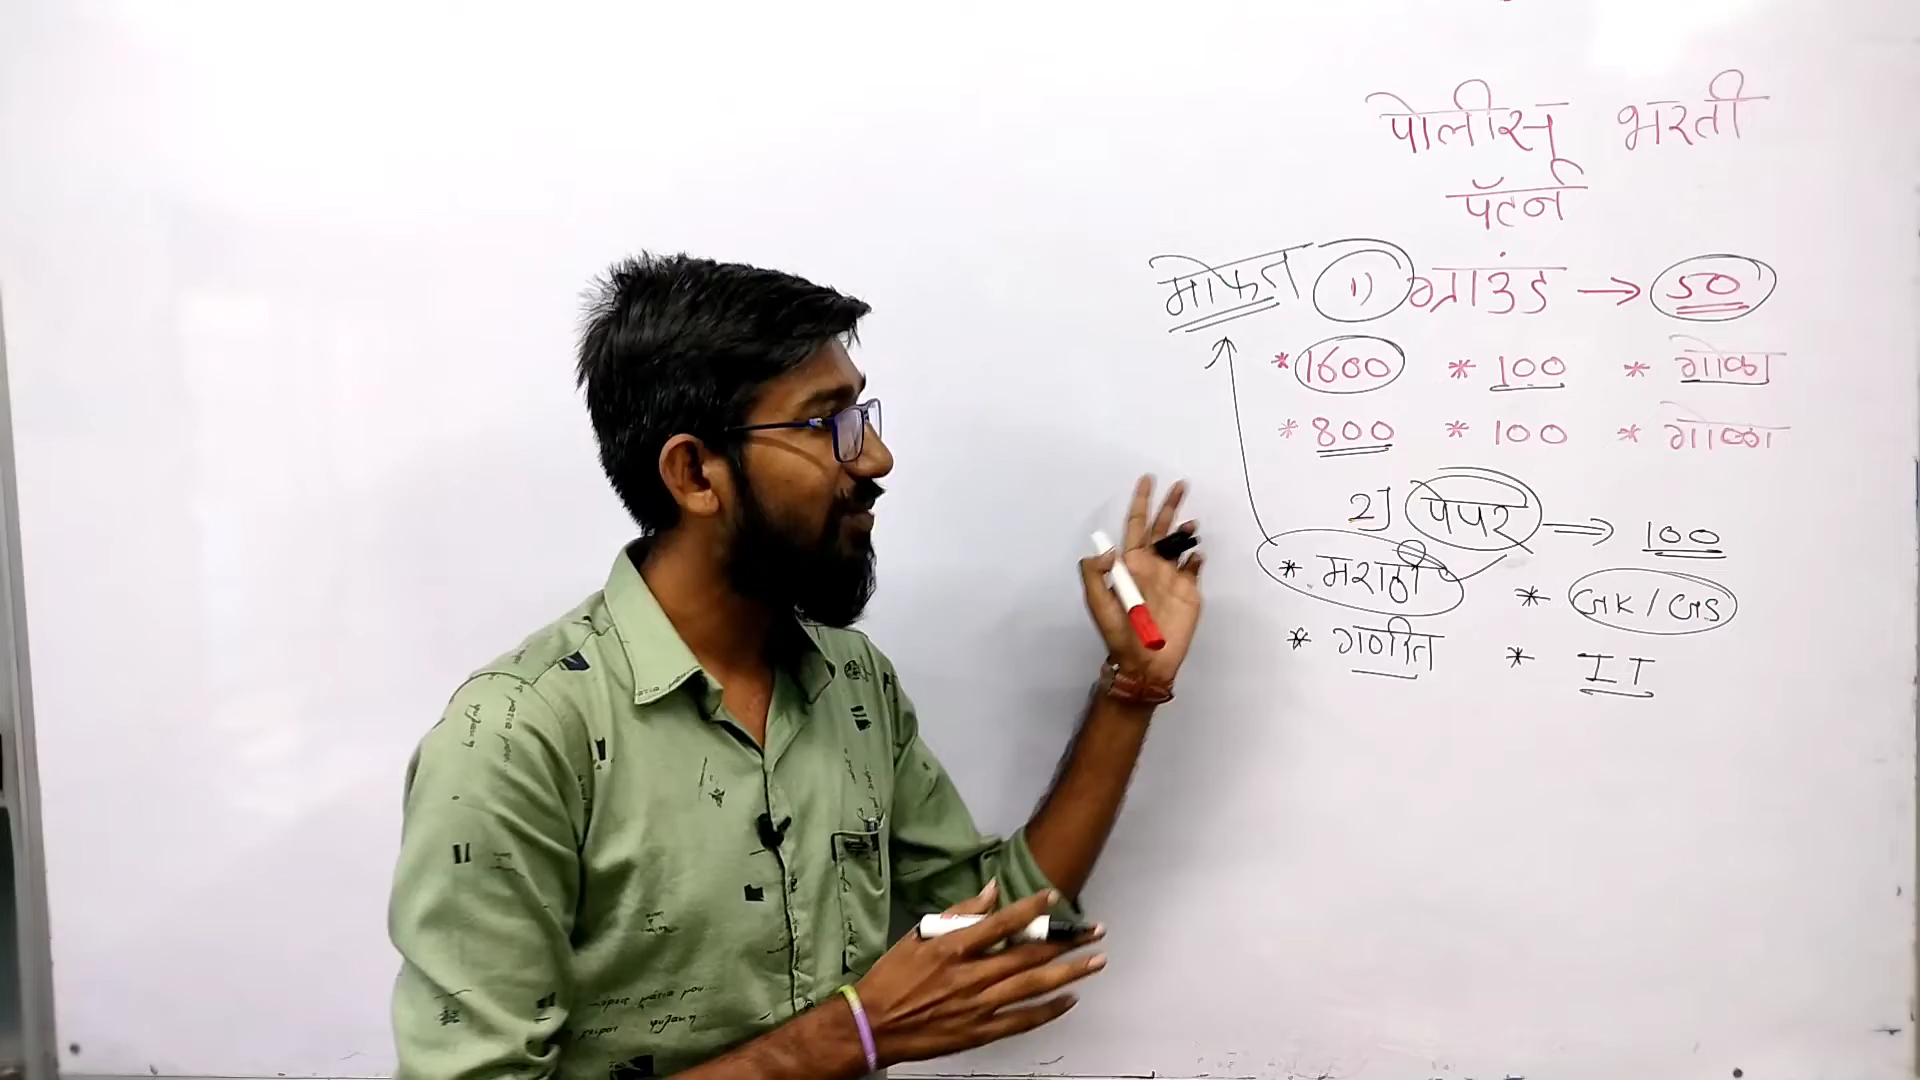 पोलीस भरती
पॅटर्न
मोफत 1) ग्राउंड → 50
* 1600 * 100 * गोळा
* 800 * 100 * गोळा
2] पेपर → 100
* मराठी * GK / GS
* गणित * IT